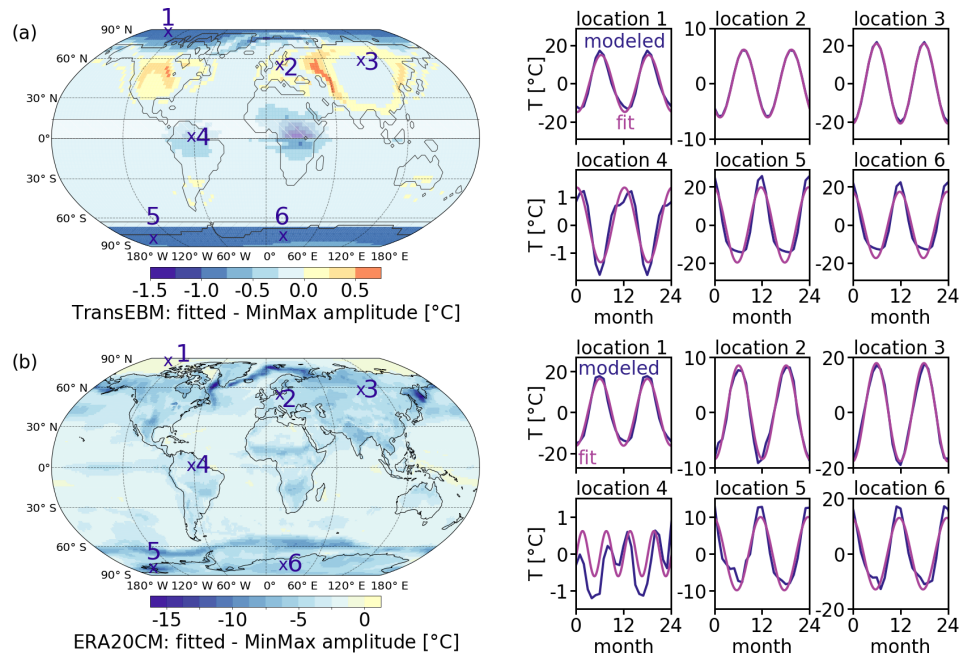 (a)
90° N
60° N
30° N
0°
30° S
60° S
90° S
180° W
120° W
60° W
0°
60° E
120° E
180° E
1
2
3
4
5
6
-1.5 -1.0 -0.5 0.0 0.5
TransEBM: fitted - MinMax amplitude [°C]
location 1 location 2 location 3
T [°C]
20
0
-20
modeled
fit
10
0
-10
20
0
-20
location 4 location 5 location 6
T [°C]
1
0
-1
20
0
-20
20
0
-20
0 12 24
0 12 24
0 12 24
month month month
(b)
90° N
60° N
30° N
0°
30° S
60° S
90° S
180° W
120° W
60° W
0°
60° E
120° E
180° E
1
2
3
4
5
6
-15 -10 -5 0
ERA20CM: fitted - MinMax amplitude [°C]
location 1 location 2 location 3
T [°C]
20
0
-20
modeled
fit
10
0
-10
20
0
-20
location 4 location 5 location 6
T [°C]
1
0
-1
10
0
-10
20
0
-20
0 12 24
0 12 24
0 12 24
month month month